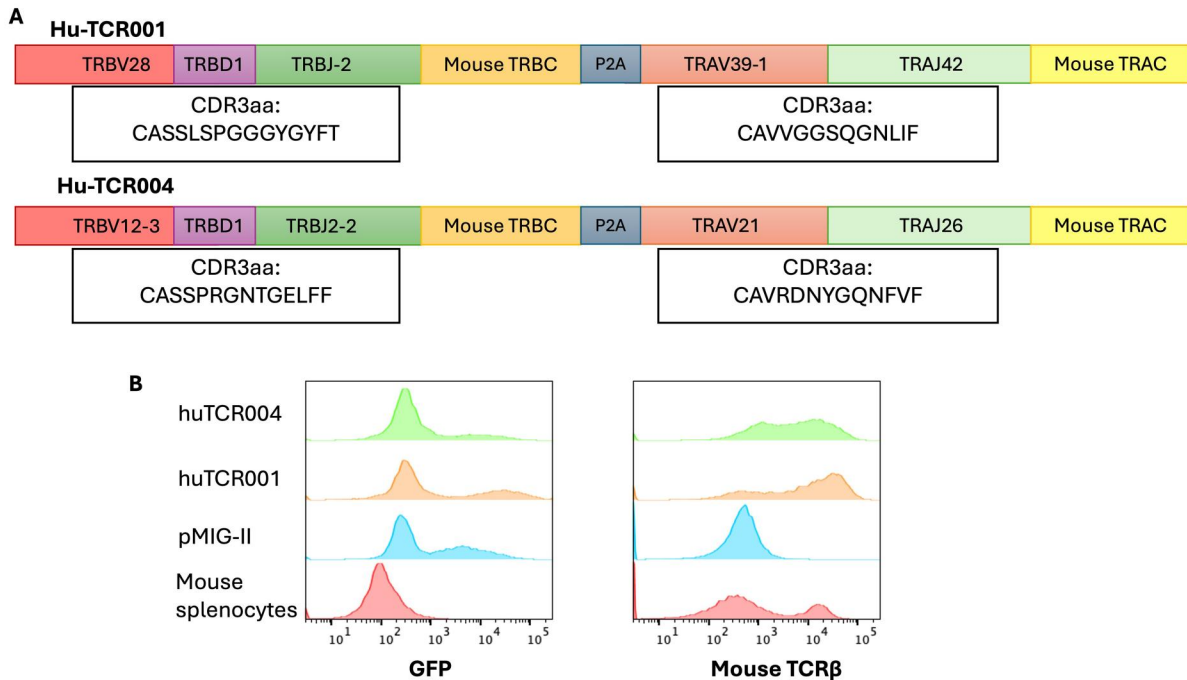 A
Hu-TCR001
TRBV28 TRBD1 TRBJ-2 Mouse TRBC P2A TRAV39-1 TRAJ42 Mouse TRAC
CDR3aa:
CASSLSPGGGYGYFT
CDR3aa:
CAVVGGSQGNLIF
Hu-TCR004
TRBV12-3 TRBD1 TRBJ2-2 Mouse TRBC P2A TRAV21 TRAJ26 Mouse TRAC
CDR3aa:
CASSPRGNTGELFF
CDR3aa:
CAVRDNYGQNFVF
B
huTCR004
huTCR001
pMIG-II
Mouse
splenocytes
10¹ 10² 10³ 10⁴ 10⁵
GFP
10¹ 10² 10³ 10⁴ 10⁵
Mouse TCRβ